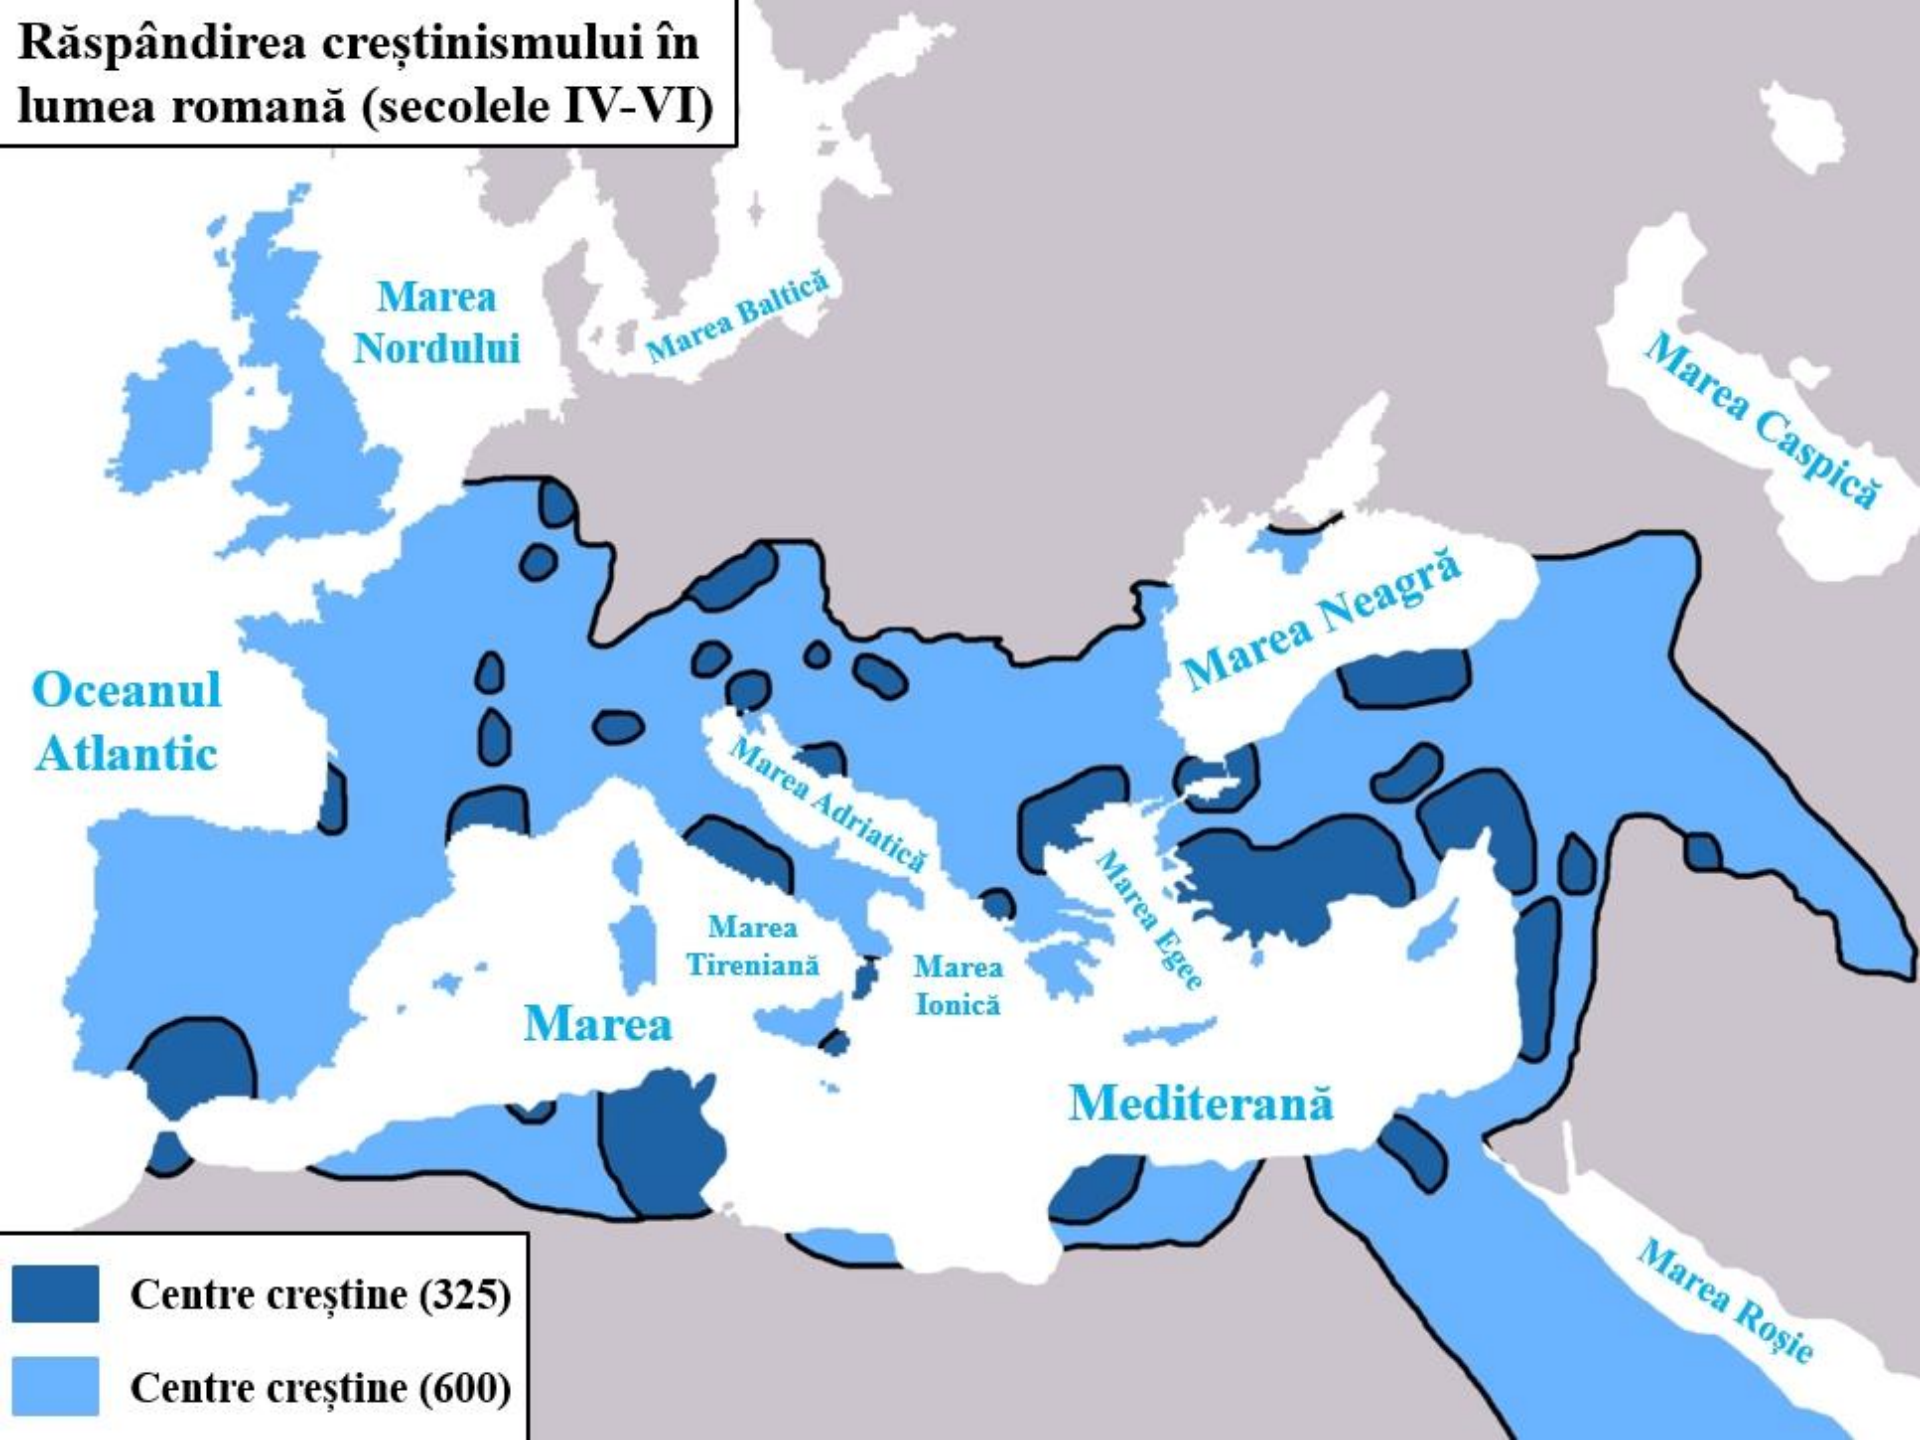 Răspândirea creștinismului în
lumea romană (secolele IV-VI)
Marea
Nordului
Marea Baltică
Marea Caspică
Marea Neagră
Oceanul
Atlantic
Marea Adriatică
Marea Egee
Marea
Tireniană
Marea
Ionică
Marea
Mediterană
Marea Roșie
Centre creștine (325)
Centre creștine (600)